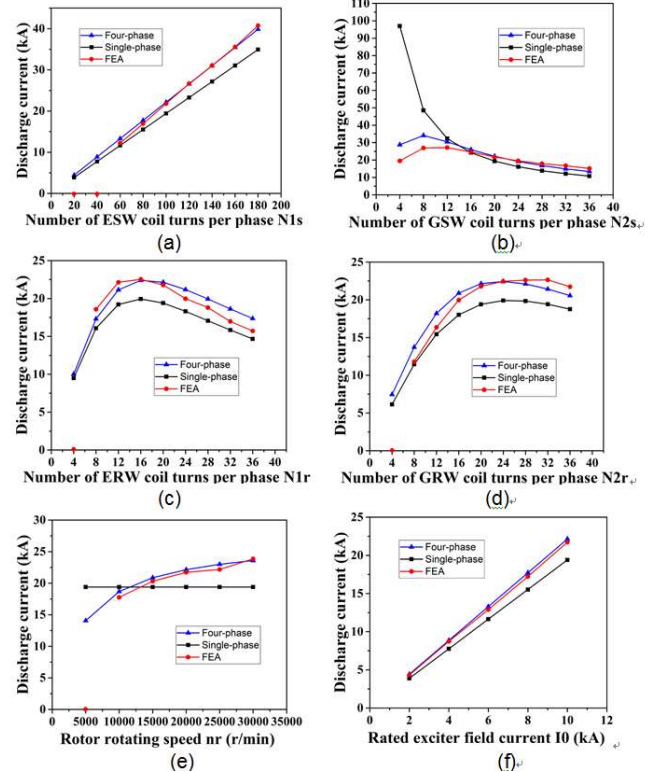 Discharge current (kA)
40
30
20
10
0
Four-phase
Single-phase
FEA
0 20 40 60 80 100 120 140 160 180 200
Number of ESW coil turns per phase N1s
(a)
Discharge current (kA)
100
90
80
70
60
50
40
30
20
10
0
Four-phase
Single-phase
FEA
0 4 8 12 16 20 24 28 32 36 40
Number of GSW coil turns per phase N2s
(b)
Discharge current (kA)
25
20
15
10
5
0
Four-phase
Single-phase
FEA
0 4 8 12 16 20 24 28 32 36 40
Number of ERW coil turns per phase N1r
(c)
Discharge current (kA)
25
20
15
10
5
0
Four-phase
Single-phase
FEA
0 4 8 12 16 20 24 28 32 36 40
Number of GRW coil turns per phase N2r
(d)
Discharge current (kA)
30
25
20
15
10
5
0
Four-phase
Single-phase
FEA
0 5000 10000 15000 20000 25000 30000 35000
Rotor rotating speed nr (r/min)
(e)
Discharge current (kA)
25
20
15
10
5
0
Four-phase
Single-phase
FEA
0 2 4 6 8 10 12
Rated exciter field current I0 (kA)
(f)